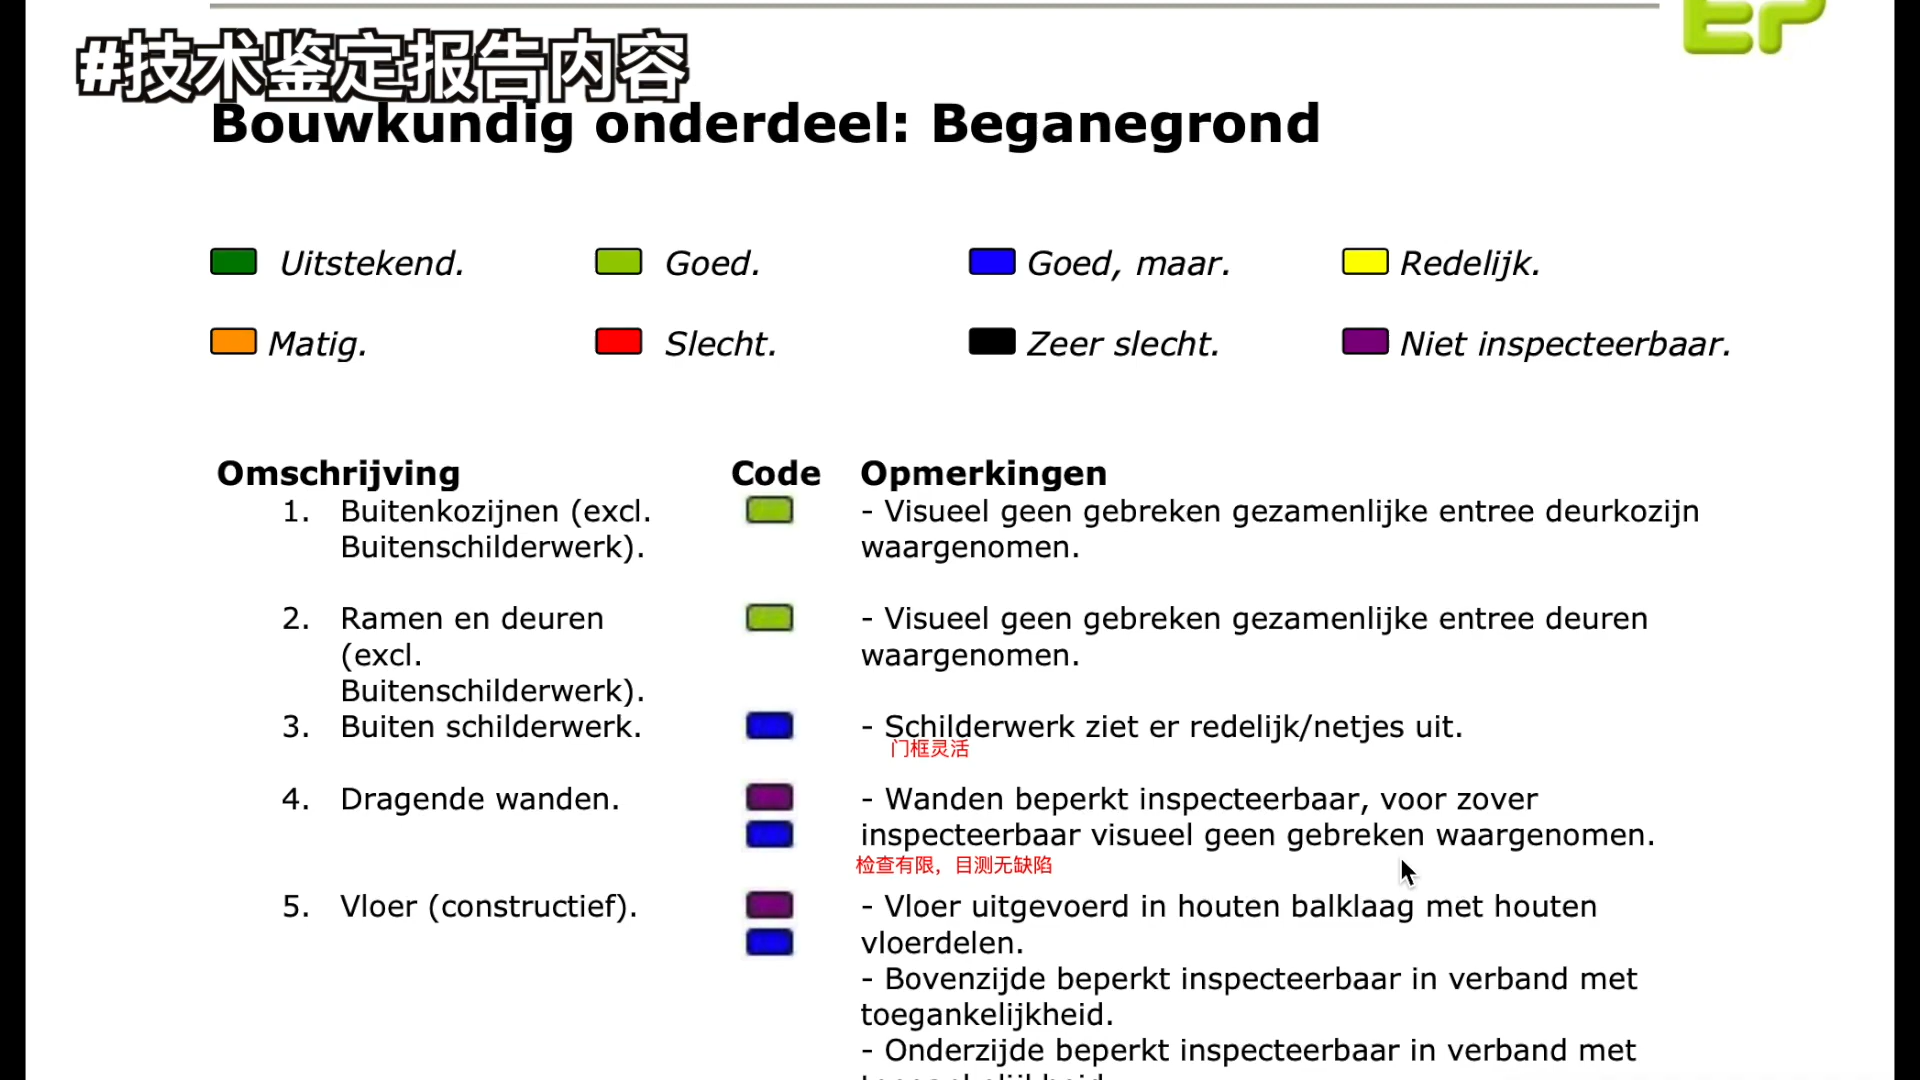 EP
#技术鉴定报告内容
Bouwkundig onderdeel: Beganegrond
Uitstekend. Goed. Goed, maar. Redelijk.
Matig. Slecht. Zeer slecht. Niet inspecteerbaar.
Omschrijving Code Opmerkingen
1. Buitenkozijnen (excl. - Visueel geen gebreken gezamenlijke entree deurkozijn
Buitenschilderwerk). waargenomen.
2. Ramen en deuren - Visueel geen gebreken gezamenlijke entree deuren
(excl. waargenomen.
Buitenschilderwerk).
3. Buiten schilderwerk. - Schilderwerk ziet er redelijk/netjes uit.
门框灵活
4. Dragende wanden. - Wanden beperkt inspecteerbaar, voor zover
inspecteerbaar visueel geen gebreken waargenomen.
检查有限，目测无缺陷
5. Vloer (constructief). - Vloer uitgevoerd in houten balklaag met houten
vloerdelen.
- Bovenzijde beperkt inspecteerbaar in verband met
toegankelijkheid.
- Onderzijde beperkt inspecteerbaar in verband met